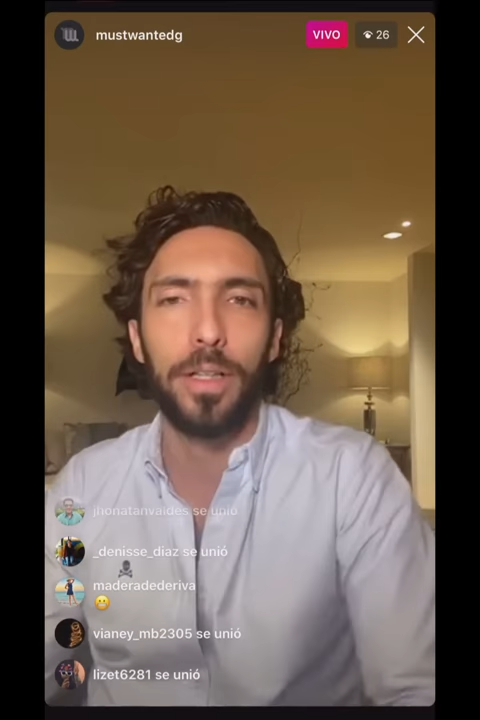 mustwantedg
VIVO
26
jhonatanvaldes se unió
_denisse_diaz se unió
maderadederiva
vianey_mb2305 se unió
lizet6281 se unió